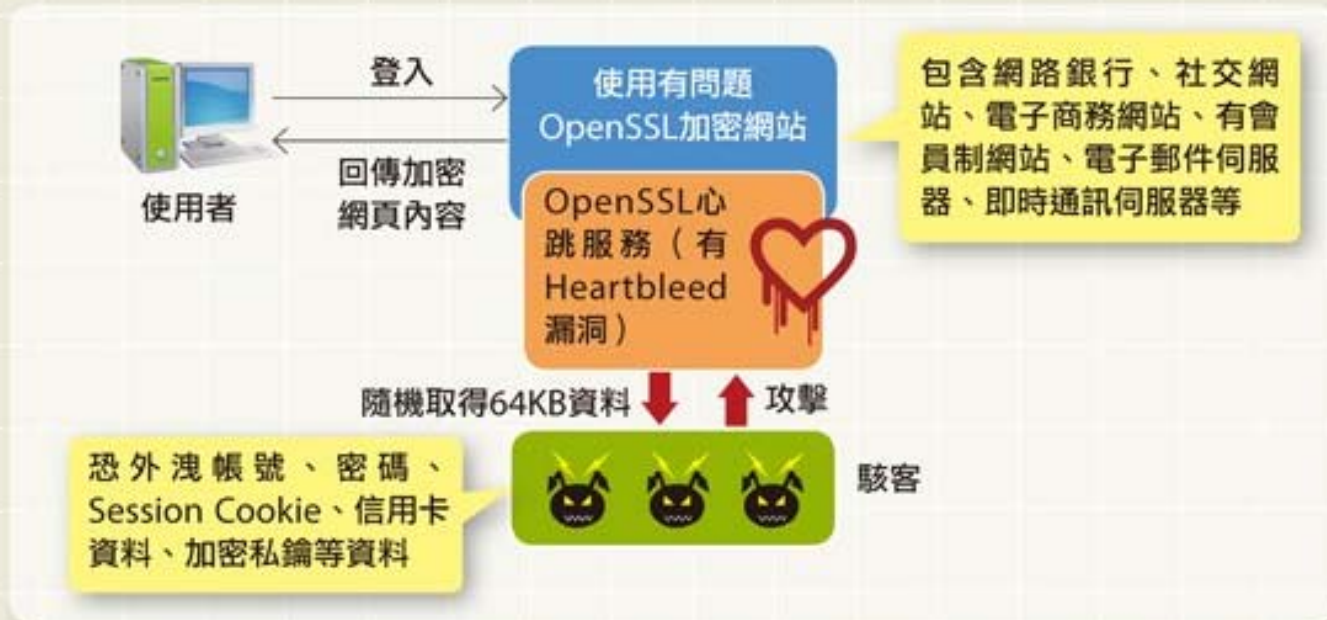 登入
使用有問題
OpenSSL加密網站
包含網路銀行、社交網
站、電子商務網站、有會
員制網站、電子郵件伺服
器、即時通訊伺服器等
使用者
回傳加密
網頁內容
OpenSSL心
跳服務（有
Heartbleed
漏洞）
隨機取得64KB資料
攻擊
恐外洩帳號、密碼、
Session Cookie、信用卡
資料、加密私鑰等資料
駭客